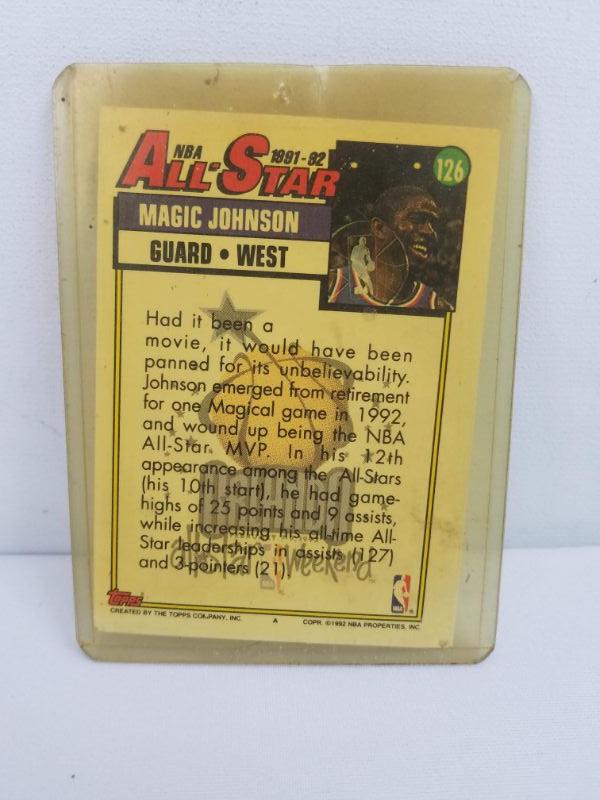 NBA 1991-92
ALL-STAR
126
MAGIC JOHNSON
GUARD • WEST
Had it been a
movie, it would have been
panned for its unbelievability.
Johnson emerged from retirement
for one Magical game in 1992,
and wound up being the NBA
All-Star MVP. In his 12th
appearance among the All-Stars
(his 10th start), he had game-
highs of 25 points and 9 assists,
while increasing his all-time All-
Star leaderships in assists (127)
and 3-pointers (21).
All-Star Weekend
TOPPS
CREATED BY THE TOPPS COMPANY, INC.
A
COPR. ©1992 NBA PROPERTIES, INC.
NBA